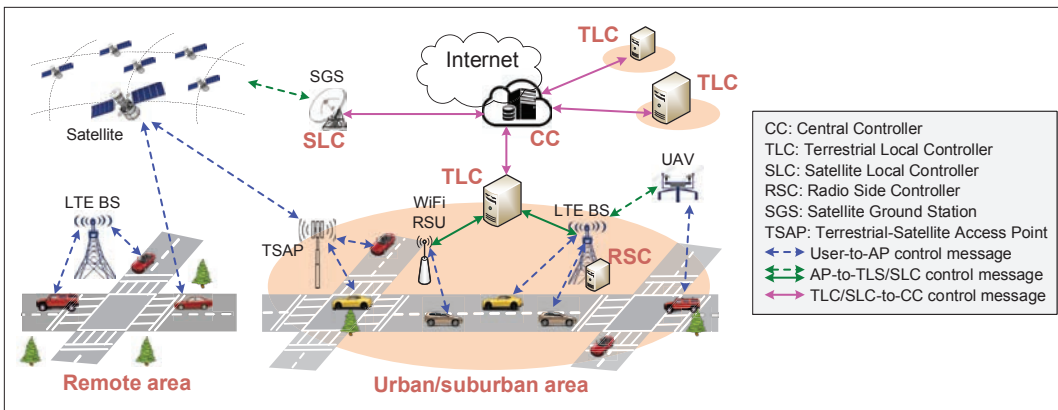 TLC
Internet
SGS
TLC
Satellite
SLC
CC
UAV
TLC
LTE BS
WiFi
RSU
LTE BS
TSAP
RSC
Remote area
Urban/suburban area
CC: Central Controller
TLC: Terrestrial Local Controller
SLC: Satellite Local Controller
RSC: Radio Side Controller
SGS: Satellite Ground Station
TSAP: Terrestrial-Satellite Access Point
User-to-AP control message
AP-to-TLS/SLC control message
TLC/SLC-to-CC control message